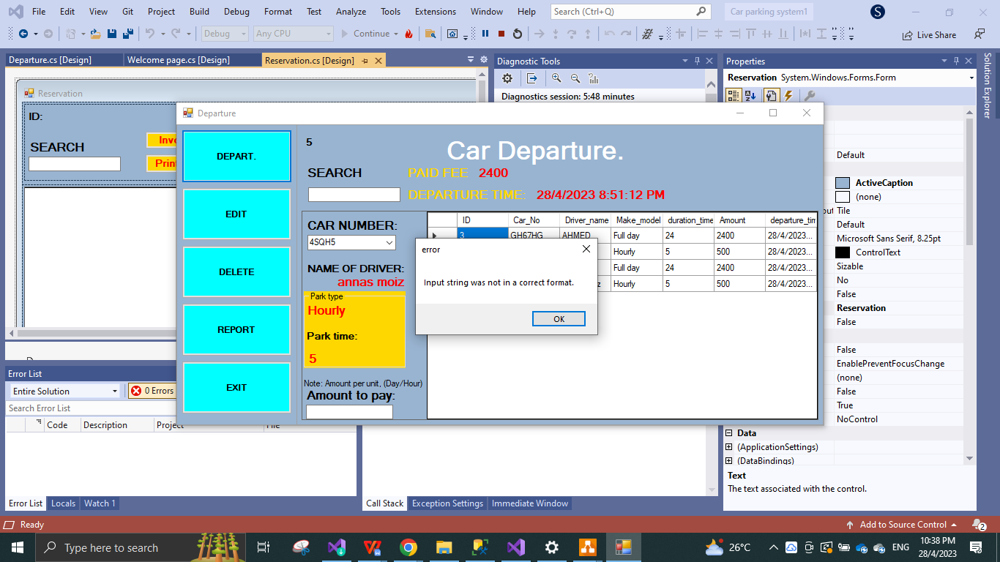 File Edit View Git Project Build Debug Format Test Analyze Tools Extensions Window Help Search (Ctrl+Q) Car parking system1 S
Debug Any CPU Continue Live Share
Departure.cs [Design] Welcome page.cs [Design] Reservation.cs [Design]
Diagnostic Tools
Diagnostics session: 5:48 minutes
Properties
Reservation System.Windows.Forms.Form
Solution Explorer
Reservation
ID:
SEARCH
Departure
DEPART.
EDIT
DELETE
REPORT
EXIT
5
Car Departure.
SEARCH PAID FEE 2400
DEPARTURE TIME: 28/4/2023 8:51:12 PM
CAR NUMBER:
4SQH5
NAME OF DRIVER:
annas moiz
Park type
Hourly
Park time:
5
Note: Amount per unit, (Day/Hour)
Amount to pay:
ID Car_No Driver_name Make_model duration_time Amount departure_tim
3 GH67HG AHMED Full day 24 2400 28/4/2023...
Hourly 5 500 28/4/2023...
Full day 24 2400 28/4/2023...
z Hourly 5 500 28/4/2023...
error
Input string was not in a correct format.
OK
Default
ActiveCaption
(none)
Tile
Default
Microsoft Sans Serif, 8.25pt
ControlText
Sizable
No
False
Reservation
False
False
EnablePreventFocusChange
(none)
False
True
NoControl
Data
(ApplicationSettings)
(DataBindings)
Text
The text associated with the control.
Error List
Entire Solution 0 Errors
Search Error List
Code Description Project File
Error List Locals Watch 1
Call Stack Exception Settings Immediate Window
Ready Add to Source Control 2
Type here to search 26°C ENG 10:38 PM
28/4/2023